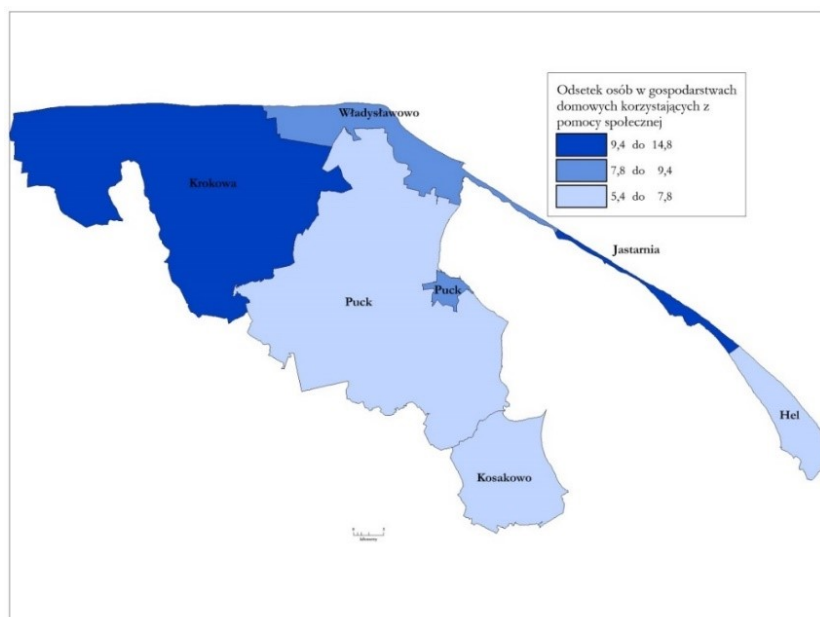 Odsetek osób w gospodarstwach
domowych korzystających z
pomocy społecznej
9,4 do 14,8
7,8 do 9,4
5,4 do 7,8
Władysławowo
Krokowa
Jastarnia
Puck
Puck
Hel
Kosakowo